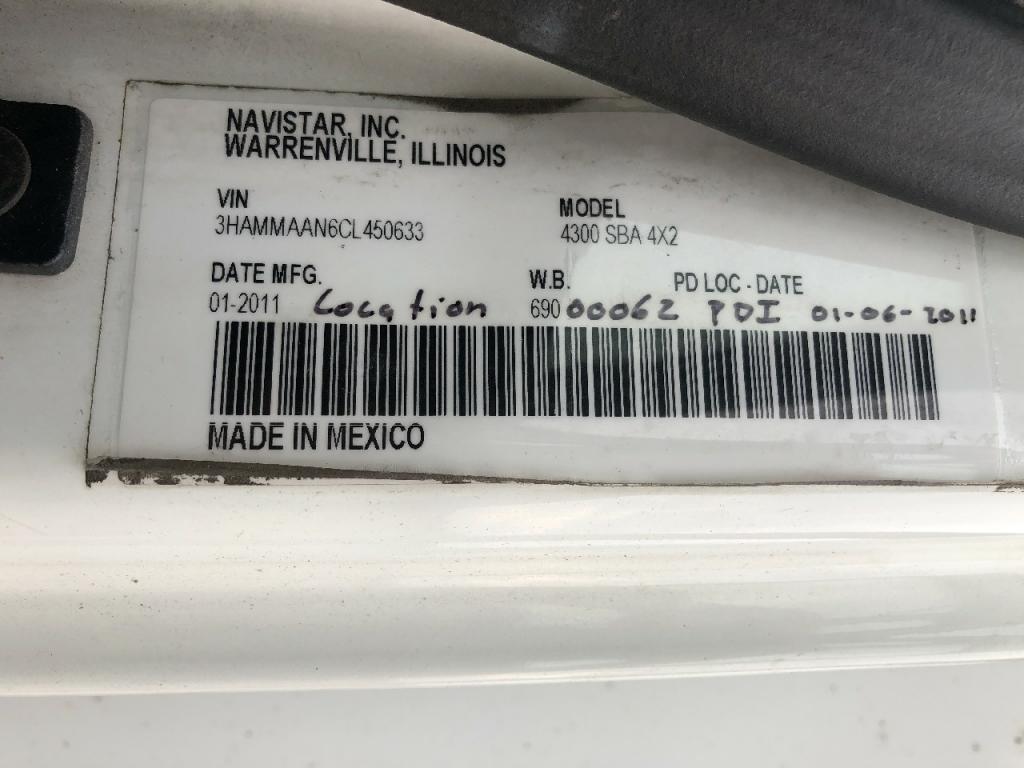 NAVISTAR, INC.
WARRENVILLE, ILLINOIS
VIN
3HAMMAAN6CL450633
MODEL
4300 SBA 4X2
DATE MFG.
01-2011 Location
W.B. PD LOC - DATE
690 00062 PDI 01-06-2011
MADE IN MEXICO